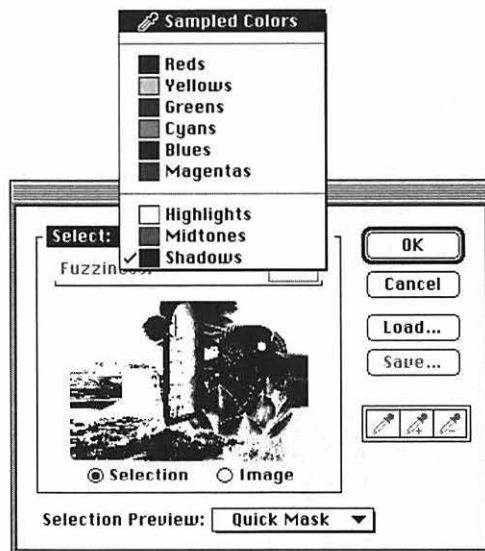 Sampled Colors
Reds
Yellows
Greens
Cyans
Blues
Magentas
Highlights
Midtones
Shadows
Select:
OK
Cancel
Load...
Save...
Selection
Image
Selection Preview: Quick Mask